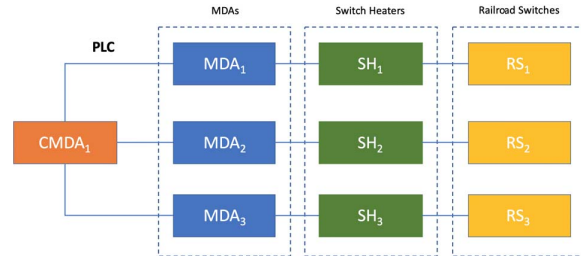 MDAs Switch Heaters Railroad Switches
PLC
MDA₁ SH₁ RS₁
CMDA₁ MDA₂ SH₂ RS₂
MDA₃ SH₃ RS₃